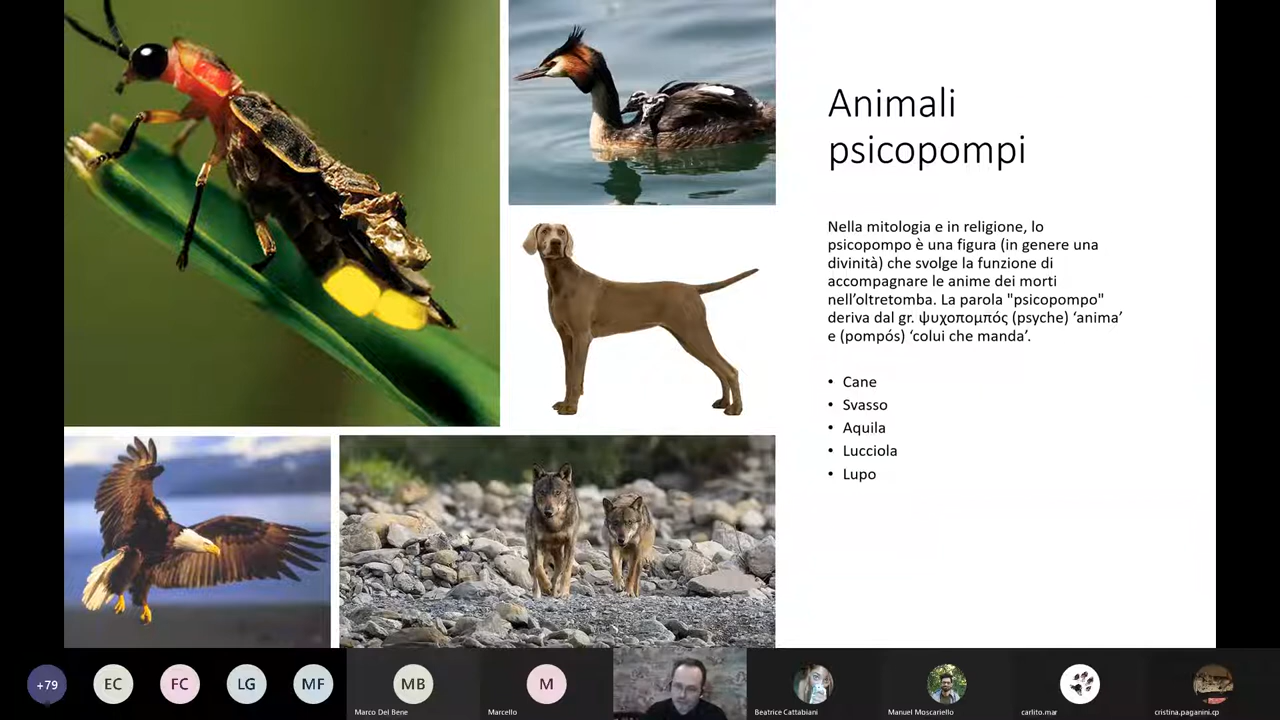 Animali
psicopompi
Nella mitologia e in religione, lo
psicopompo è una figura (in genere una
divinità) che svolge la funzione di
accompagnare le anime dei morti
nell'oltretomba. La parola "psicopompo"
deriva dal gr. ψυχοπομπός (psyche) ‘anima’
e (pompós) ‘colui che manda’.
• Cane
• Svasso
• Aquila
• Lucciola
• Lupo
+79
EC
FC
LG
MF
MB
M
Marco Del Bene
Marcello
Beatrice Cattabiani
Manuel Moscariello
carlito.mar
cristina.paganini.cp